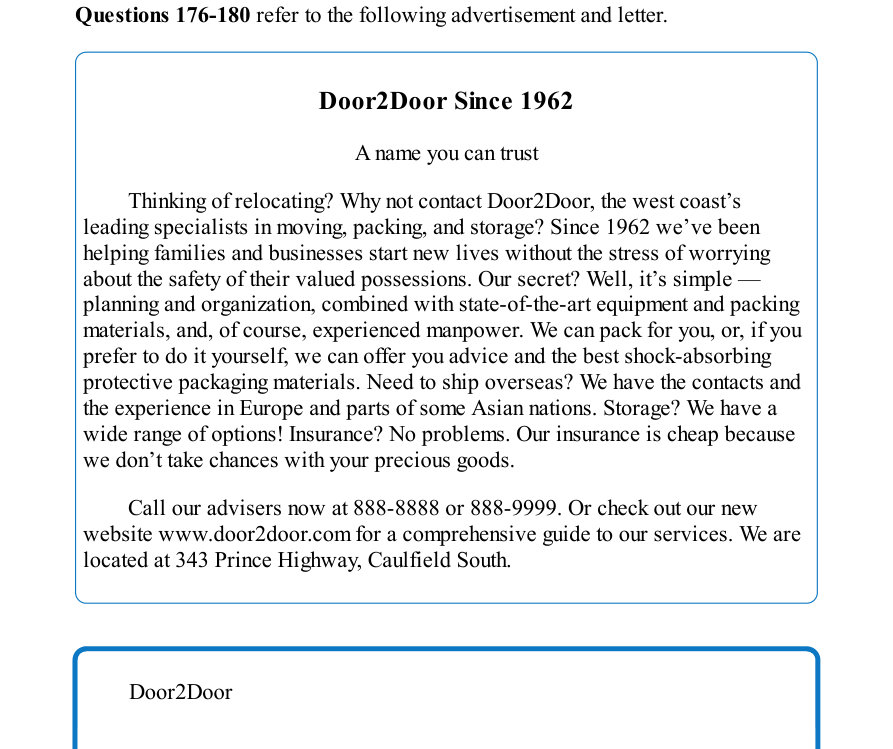 Questions 176-180 refer to the following advertisement and letter.
Door2Door Since 1962
A name you can trust
Thinking of relocating? Why not contact Door2Door, the west coast's
leading specialists in moving, packing, and storage? Since 1962 we've been
helping families and businesses start new lives without the stress of worrying
about the safety of their valued possessions. Our secret? Well, it's simple —
planning and organization, combined with state-of-the-art equipment and packing
materials, and, of course, experienced manpower. We can pack for you, or, if you
prefer to do it yourself, we can offer you advice and the best shock-absorbing
protective packaging materials. Need to ship overseas? We have the contacts and
the experience in Europe and parts of some Asian nations. Storage? We have a
wide range of options! Insurance? No problems. Our insurance is cheap because
we don't take chances with your precious goods.
Call our advisers now at 888-8888 or 888-9999. Or check out our new
website www.door2door.com for a comprehensive guide to our services. We are
located at 343 Prince Highway, Caulfield South.
Door2Door